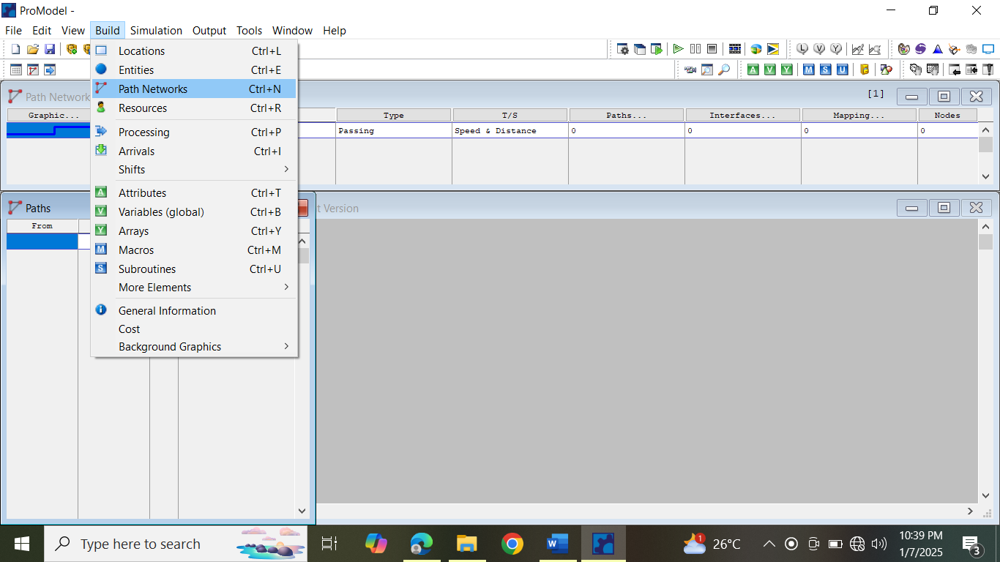 ProModel -
File Edit View Build Simulation Output Tools Window Help
Locations Ctrl+L
Entities Ctrl+E
Path Networks Ctrl+N
Resources Ctrl+R
Processing Ctrl+P
Arrivals Ctrl+I
Shifts
Attributes Ctrl+T
Variables (global) Ctrl+B
Arrays Ctrl+Y
Macros Ctrl+M
Subroutines Ctrl+U
More Elements
General Information
Cost
Background Graphics
L V Y
A V Y M S U
Path Network [1]
Graphic... Type T/S Paths... Interfaces... Mapping... Nodes
Passing Speed & Distance 0 0 0 0
Paths
From
t Version
Type here to search
W
1
26°C
10:39 PM
1/7/2025
3